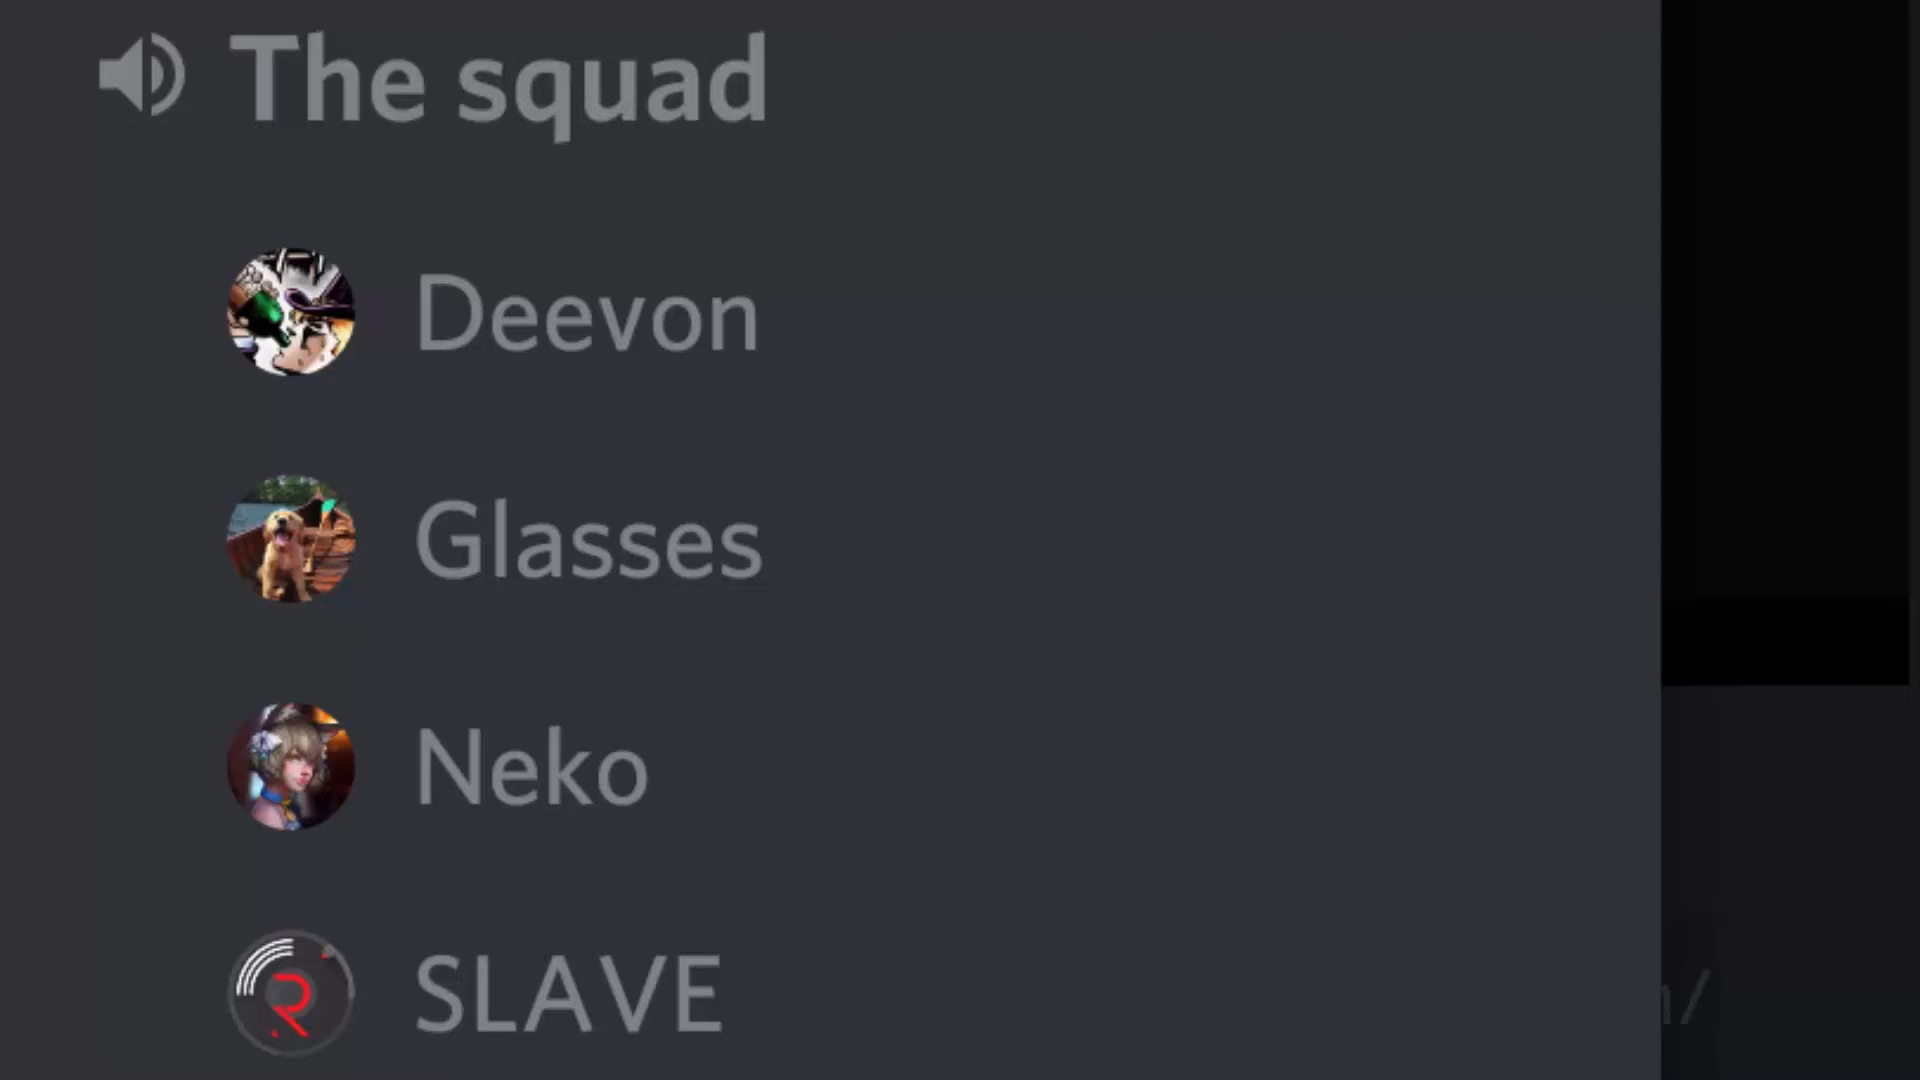 The squad
Deevon
Glasses
Neko
R
SLAVE
/